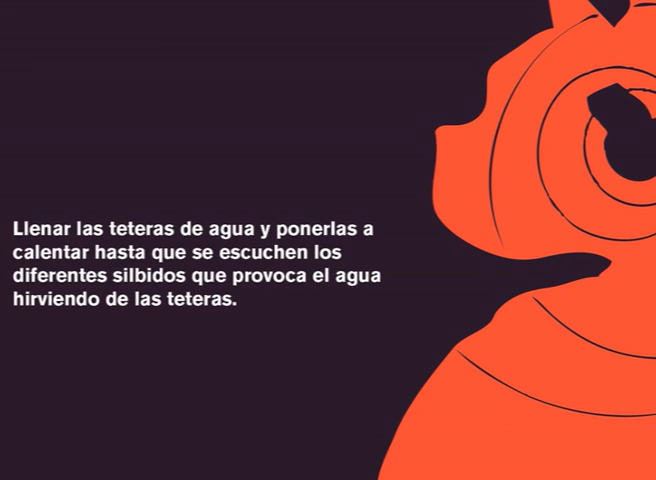 Llenar las teteras de agua y ponerlas a
calentar hasta que se escuchen los
diferentes silbidos que provoca el agua
hirviendo de las teteras.